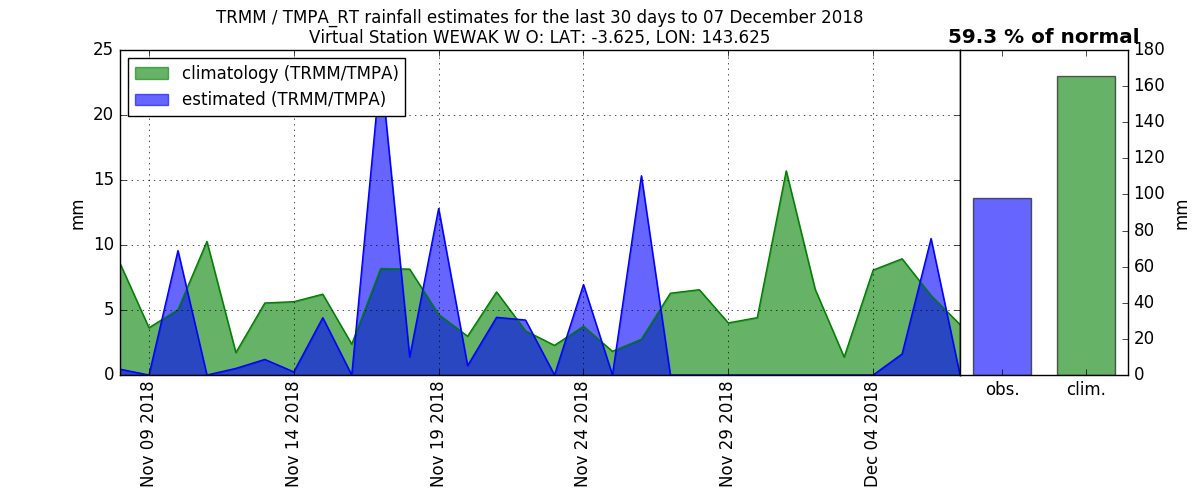 TRMM / TMPA_RT rainfall estimates for the last 30 days to 07 December 2018
Virtual Station WEWAK W O: LAT: -3.625, LON: 143.625
59.3 % of normal
climatology (TRMM/TMPA)
estimated (TRMM/TMPA)
25
20
15
10
5
0
mm
Nov 09 2018
Nov 14 2018
Nov 19 2018
Nov 24 2018
Nov 29 2018
Dec 04 2018
obs.
clim.
180
160
140
120
100
80
60
40
20
0
mm